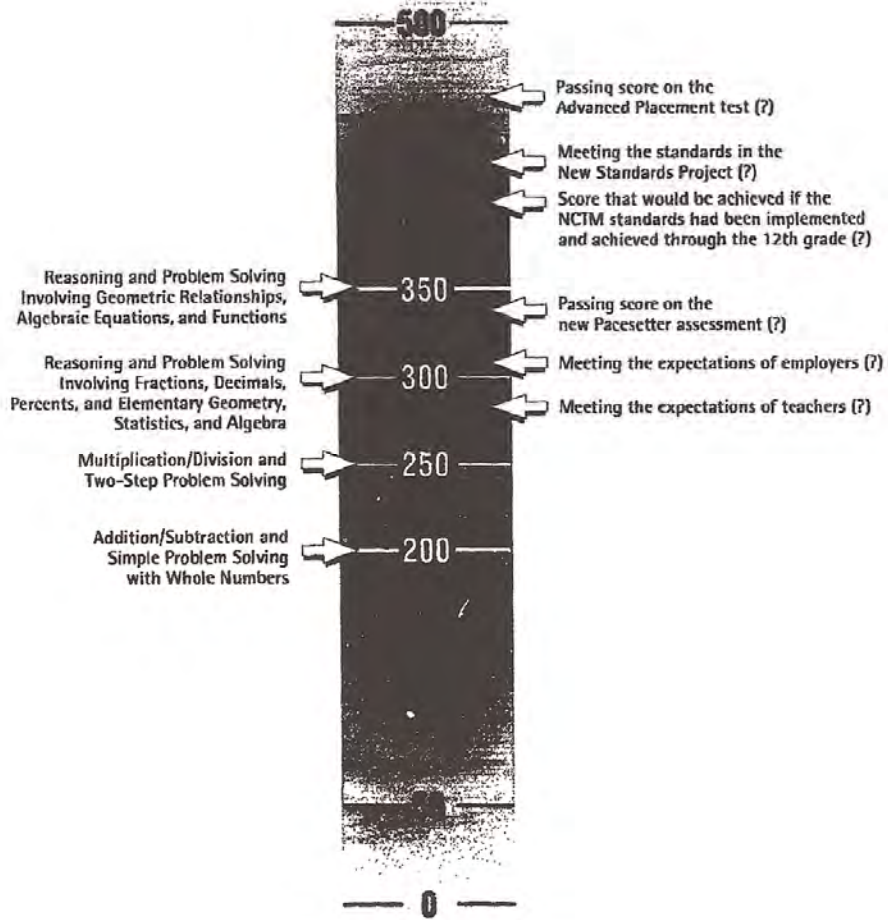 500
Passing score on the
Advanced Placement test (?)
Meeting the standards in the
New Standards Project (?)
Score that would be achieved if the
NCTM standards had been implemented
and achieved through the 12th grade (?)
Reasoning and Problem Solving
Involving Geometric Relationships,
Algebraic Equations, and Functions
350
Passing score on the
new Pacesetter assessment (?)
Reasoning and Problem Solving
Involving Fractions, Decimals,
Percents, and Elementary Geometry,
Statistics, and Algebra
300
Meeting the expectations of employers (?)
Meeting the expectations of teachers (?)
Multiplication/Division and
Two-Step Problem Solving
250
Addition/Subtraction and
Simple Problem Solving
with Whole Numbers
200
0